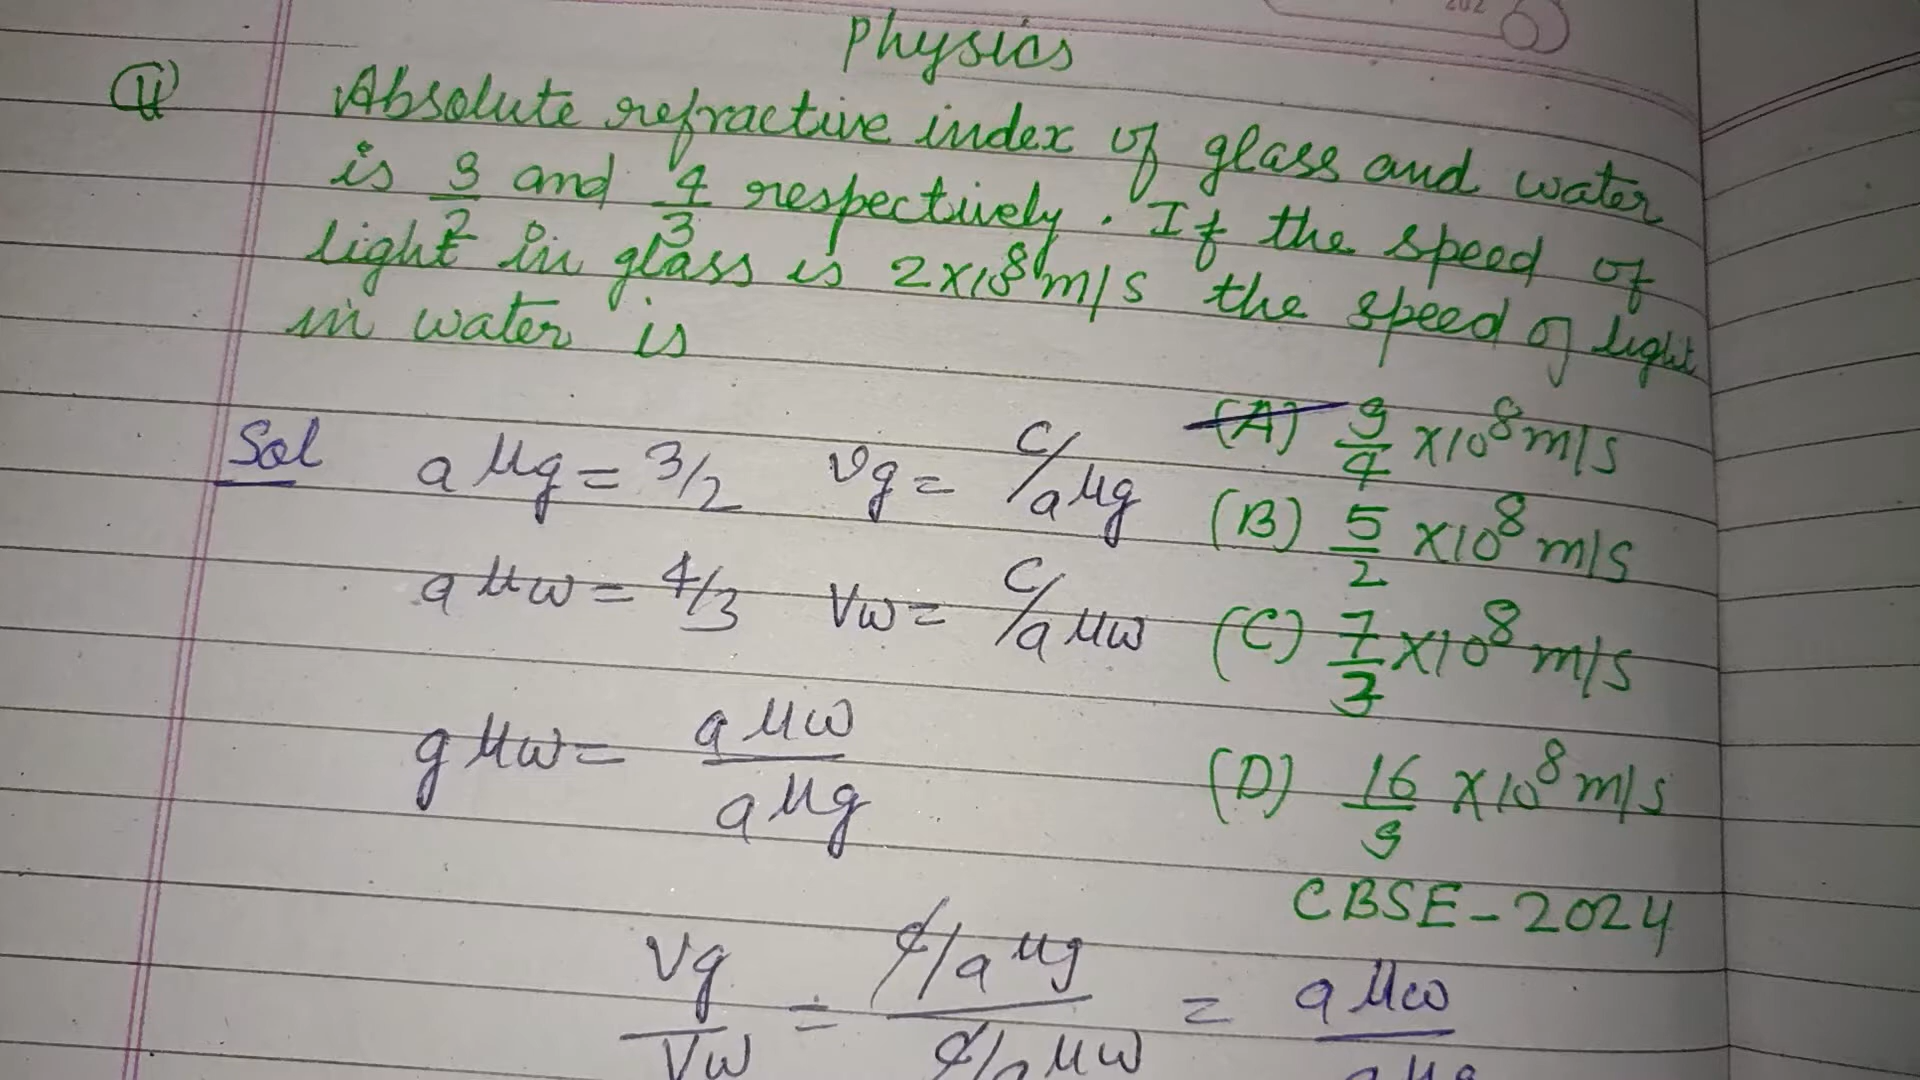 202
Physics
Q Absolute refractive index of glass and water
is 3/2 and 4/3 respectively. If the speed of
light in glass is 2×10⁸ m/s the speed of light
in water is
(A) 9/4 ×10⁸ m/s
(B) 5/2 ×10⁸ m/s
(C) 7/3 ×10⁸ m/s
(D) 16/9 ×10⁸ m/s
CBSE-2024
Sol aμg = 3/2 vg = c/aμg
aμw = 4/3 Vw = c/aμw
gμw = aμw/aμg
Vg/Vw = c/aμg / c/aμw = aμw/aμg